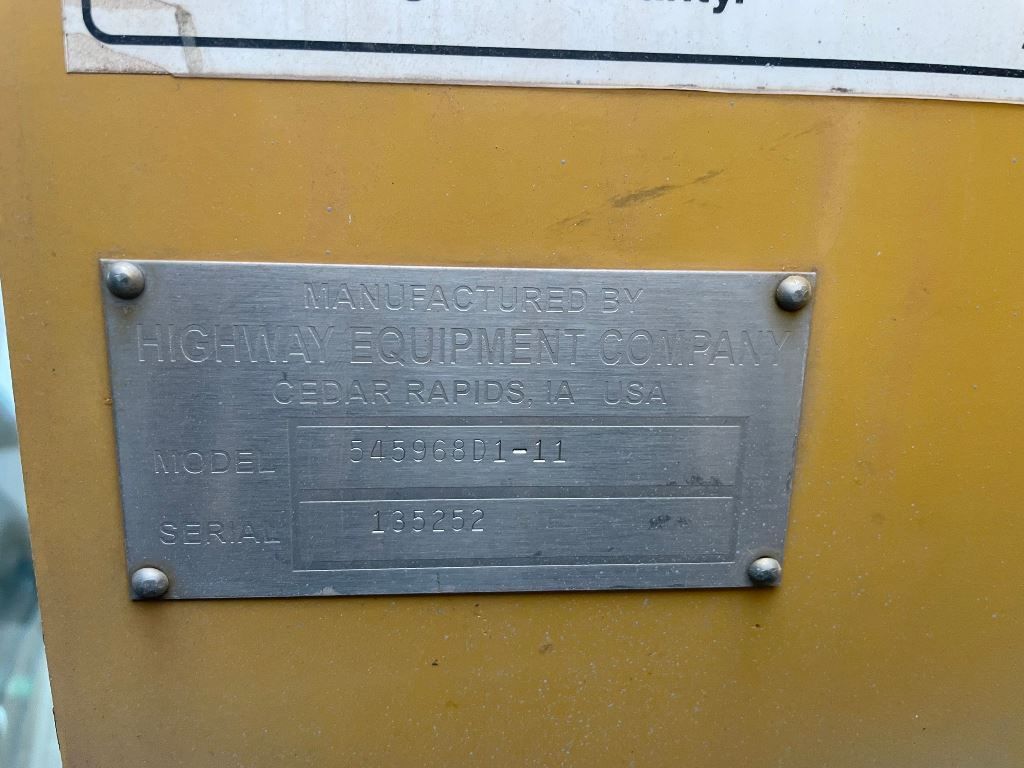 MANUFACTURED BY
HIGHWAY EQUIPMENT COMPANY
CEDAR RAPIDS, IA USA
MODEL 545968D1-11
SERIAL 135252